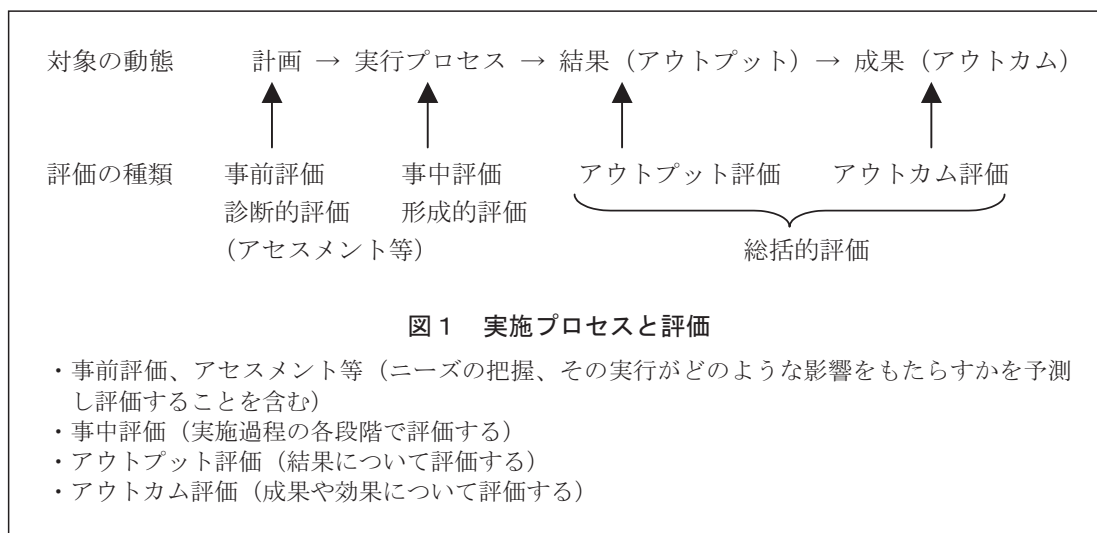 対象の動態　計画 → 実行プロセス → 結果（アウトプット）→ 成果（アウトカム）
評価の種類　事前評価　事中評価　アウトプット評価　アウトカム評価
診断的評価　形成的評価
（アセスメント等）　総括的評価
図１　実施プロセスと評価
・事前評価、アセスメント等（ニーズの把握、その実行がどのような影響をもたらすかを予測
し評価することを含む）
・事中評価（実施過程の各段階で評価する）
・アウトプット評価（結果について評価する）
・アウトカム評価（成果や効果について評価する）